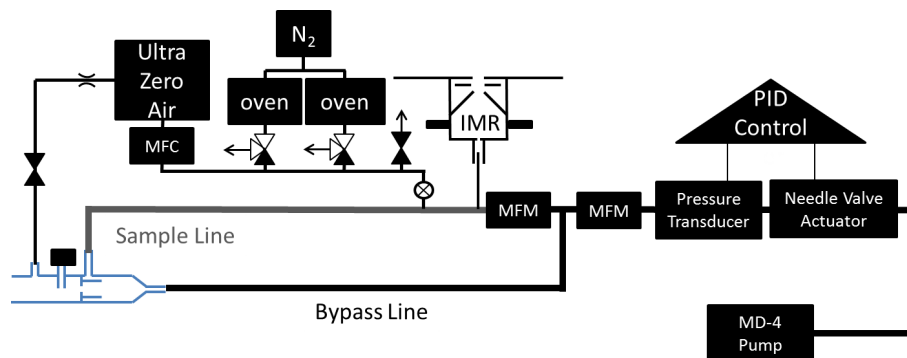 N2
Ultra
Zero
Air
oven
oven
MFC
IMR
PID
Control
MFM
MFM
Pressure
Transducer
Needle Valve
Actuator
Sample Line
Bypass Line
MD-4
Pump